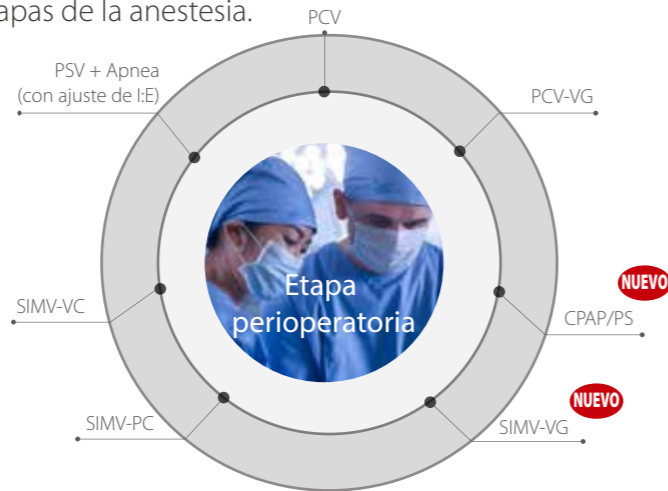 apas de la anestesia.
PCV
PSV + Apnea
(con ajuste de I:E)
PCV-VG
NUEVO
SIMV-VC
CPAP/PS
Etapa
perioperatoria
NUEVO
SIMV-PC
SIMV-VG